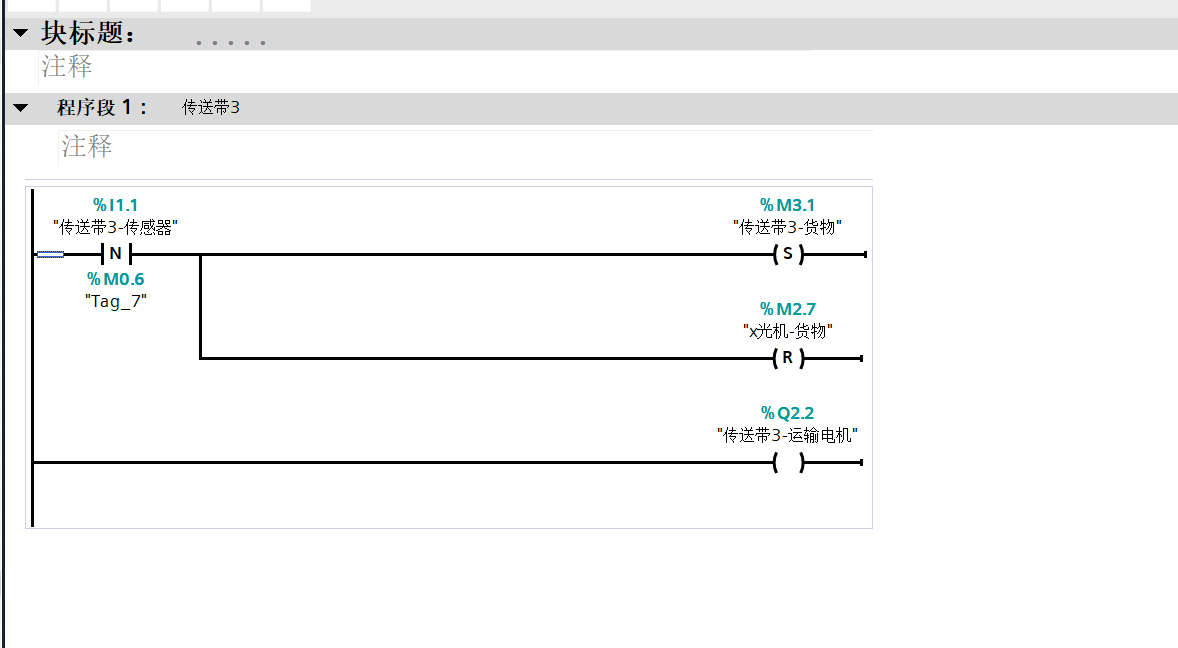 块标题： .....
注释
程序段 1： 传送带3
注释
%I1.1
"传送带3-传感器"
N
%M0.6
"Tag_7"
%M3.1
"传送带3-货物"
S
%M2.7
"x光机-货物"
R
%Q2.2
"传送带3-运输电机"